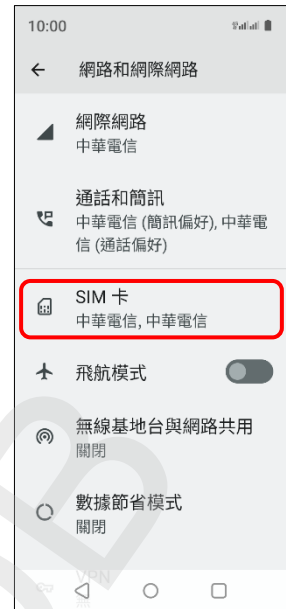 10:00
網路和網際網路
網際網路
中華電信
通話和簡訊
中華電信 (簡訊偏好), 中華電
信 (通話偏好)
SIM 卡
中華電信, 中華電信
飛航模式
無線基地台與網路共用
關閉
數據節省模式
關閉
VPN